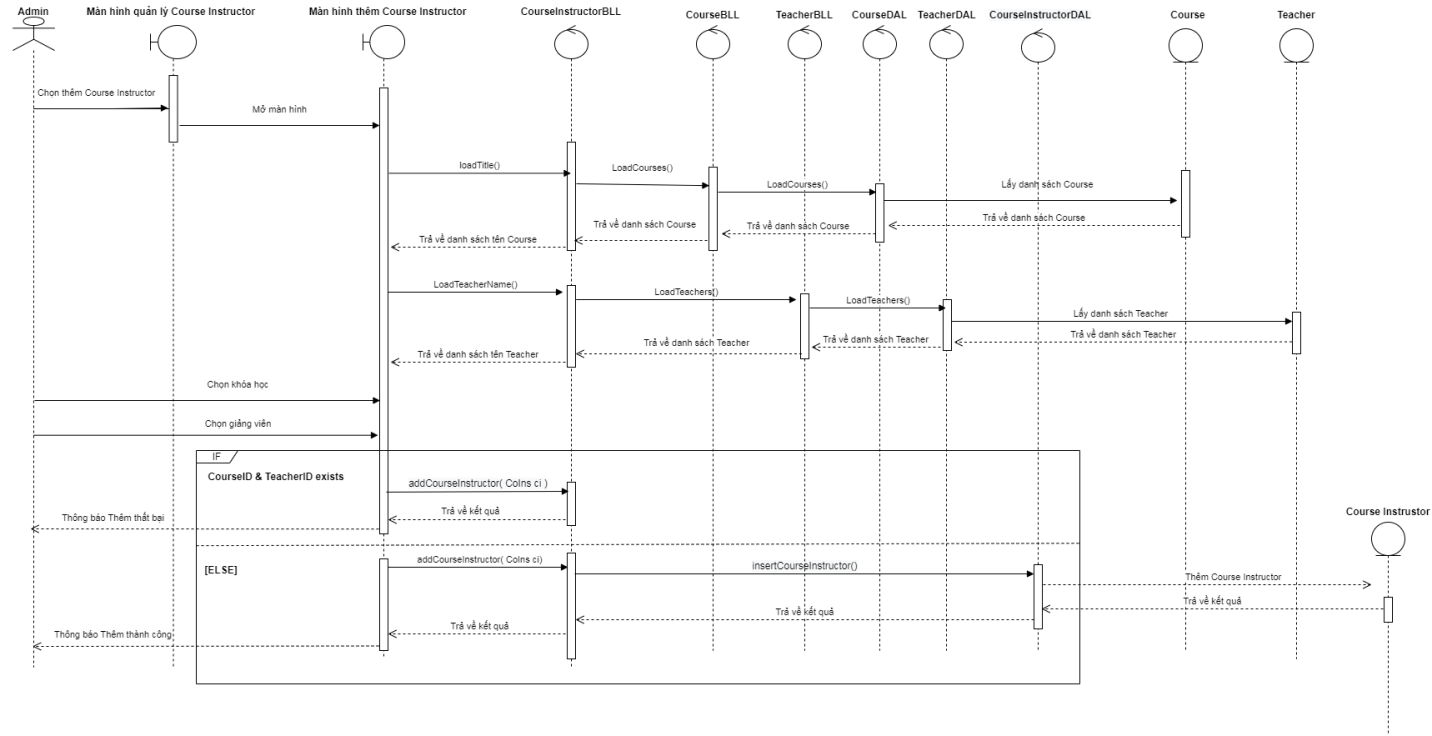 Admin
Màn hình quản lý Course Instructor
Màn hình thêm Course Instructor
CourseInstructorBLL
CourseBLL
TeacherBLL
CourseDAL
TeacherDAL
CourseInstructorDAL
Course
Teacher
Chọn thêm Course Instructor
Mở màn hình
loadTitle()
LoadCourses()
LoadCourses()
Lấy danh sách Course
Trả về danh sách Course
Trả về danh sách Course
Trả về danh sách Course
Trả về danh sách tên Course
LoadTeacherName()
LoadTeachers()
LoadTeachers()
Lấy danh sách Teacher
Trả về danh sách Teacher
Trả về danh sách Teacher
Trả về danh sách Teacher
Trả về danh sách tên Teacher
Chọn khóa học
Chọn giảng viên
IF
CourseID & TeacherID exists
addCourseInstructor( CoIns ci )
Trả về kết quả
Thông báo Thêm thất bại
Course Instrustor
[ELSE]
addCourseInstructor( CoIns ci)
insertCourseInstructor()
Thêm Course Instructor
Trả về kết quả
Trả về kết quả
Trả về kết quả
Thông báo Thêm thành công